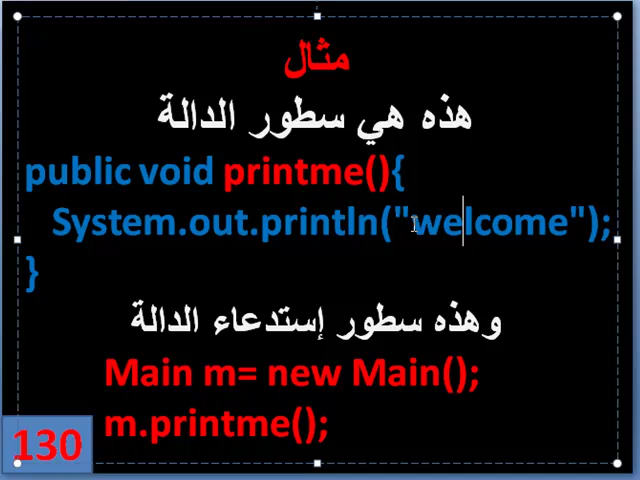 مثال
هذه هي سطور الدالة
public void printme(){
System.out.println("welcome");
}
وهذه سطور إستدعاء الدالة
Main m= new Main();
m.printme();
130